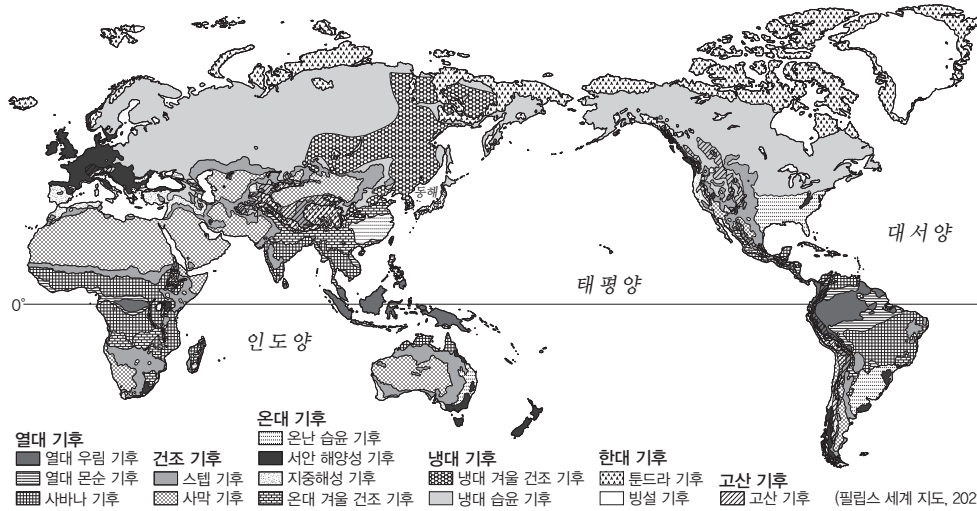 동해
대서양
태평양
0°
인도양
열대 기후
열대 우림 기후
열대 몬순 기후
사바나 기후
건조 기후
스텝 기후
사막 기후
온대 기후
온난 습윤 기후
서안 해양성 기후
지중해성 기후
온대 겨울 건조 기후
냉대 기후
냉대 겨울 건조 기후
냉대 습윤 기후
한대 기후
툰드라 기후
빙설 기후
고산 기후
고산 기후
(필립스 세계 지도, 202